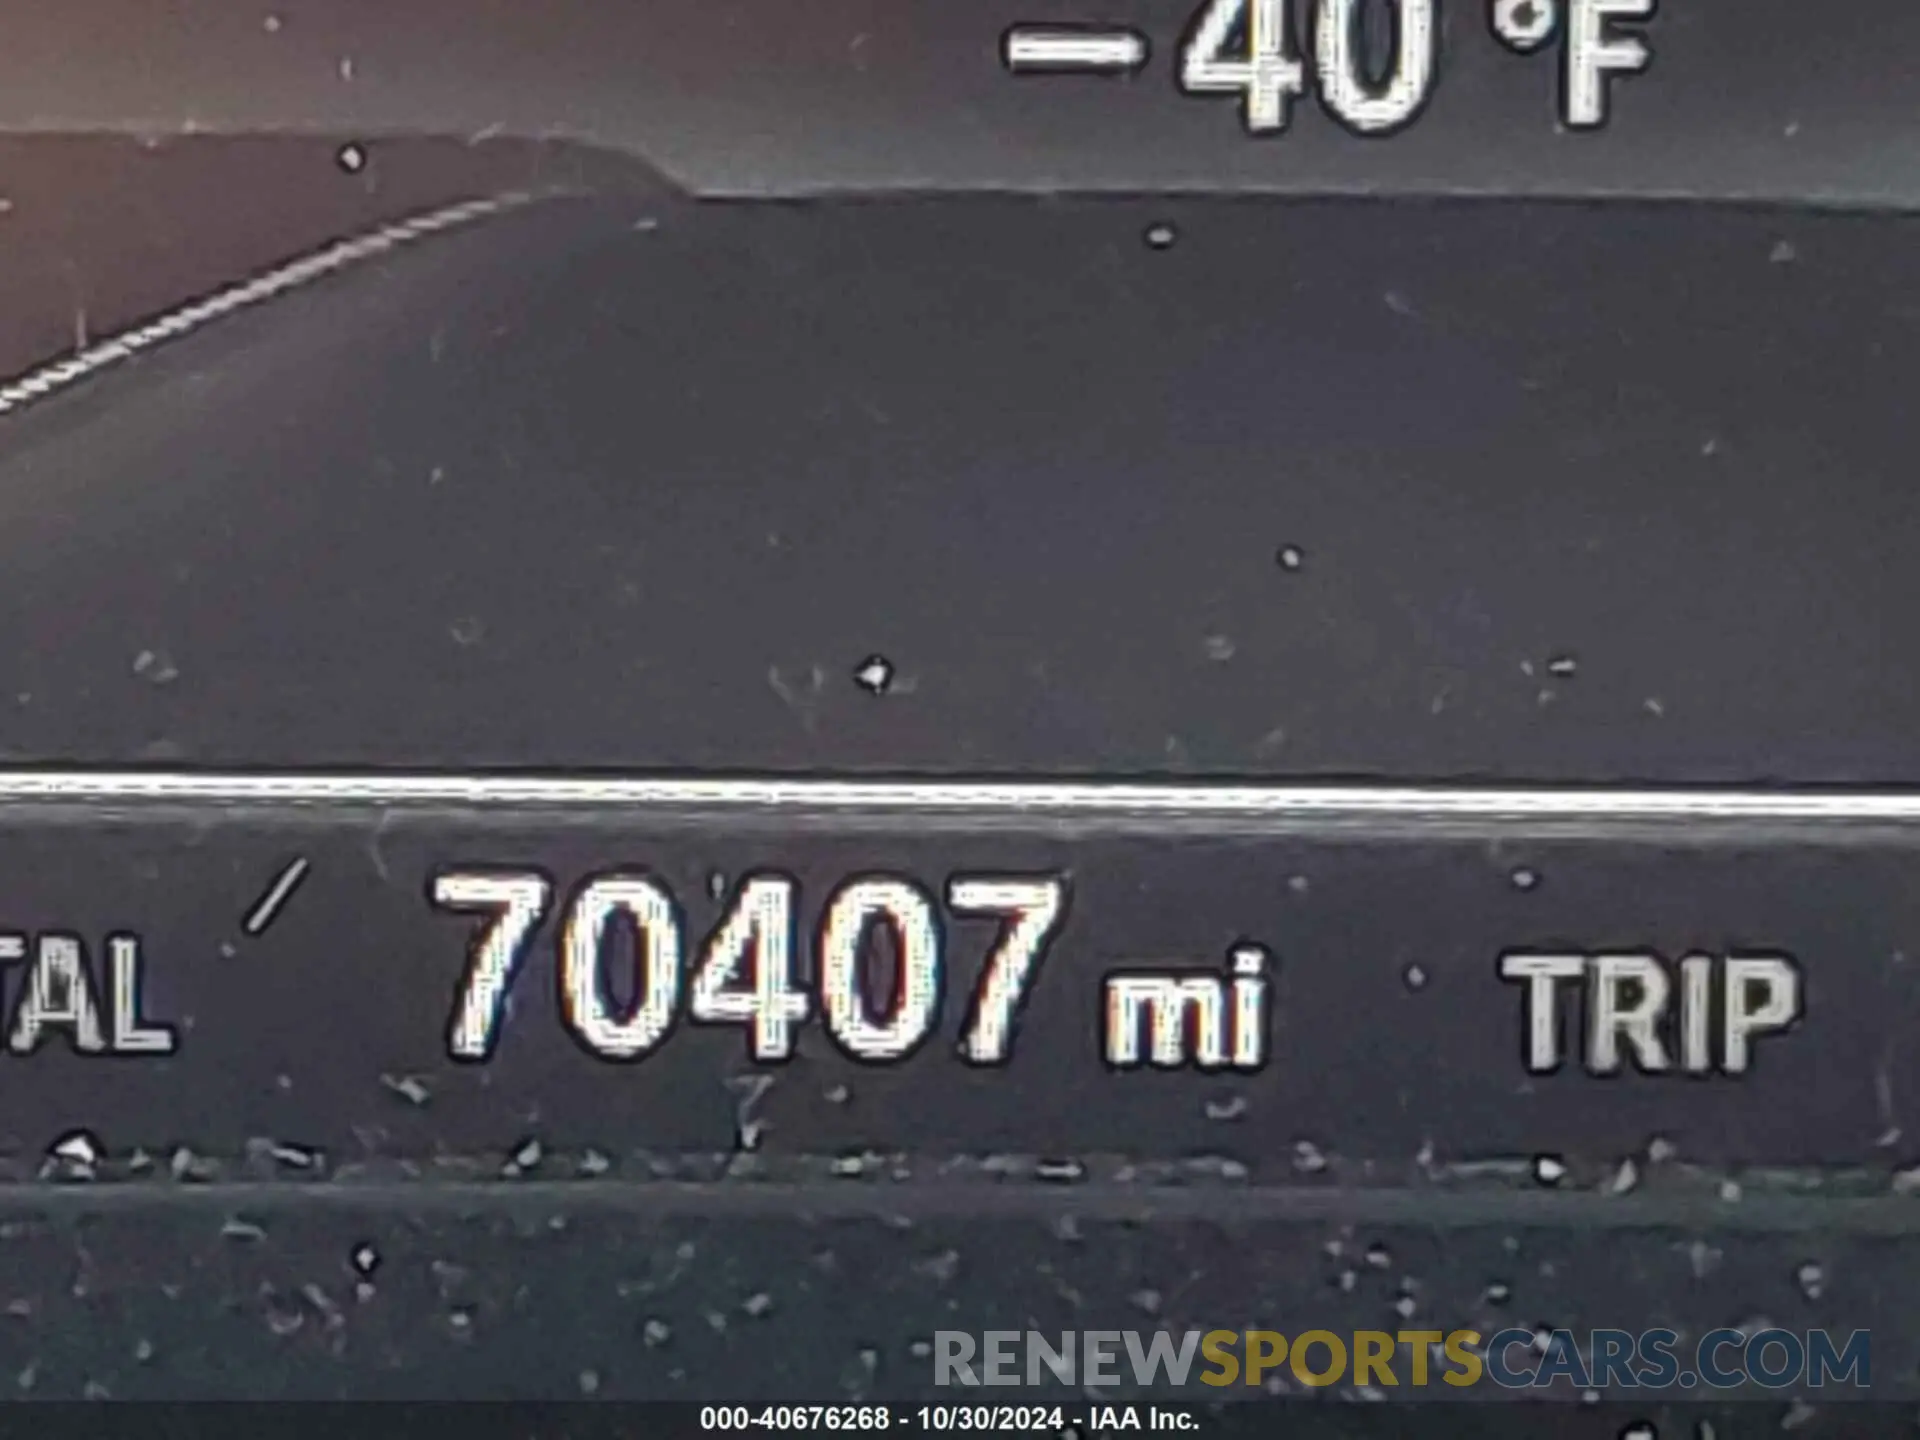 -40 °F
TAL 70407 mi TRIP
RENEWSPORTSCARS.COM
000-40676268 - 10/30/2024 - IAA Inc.